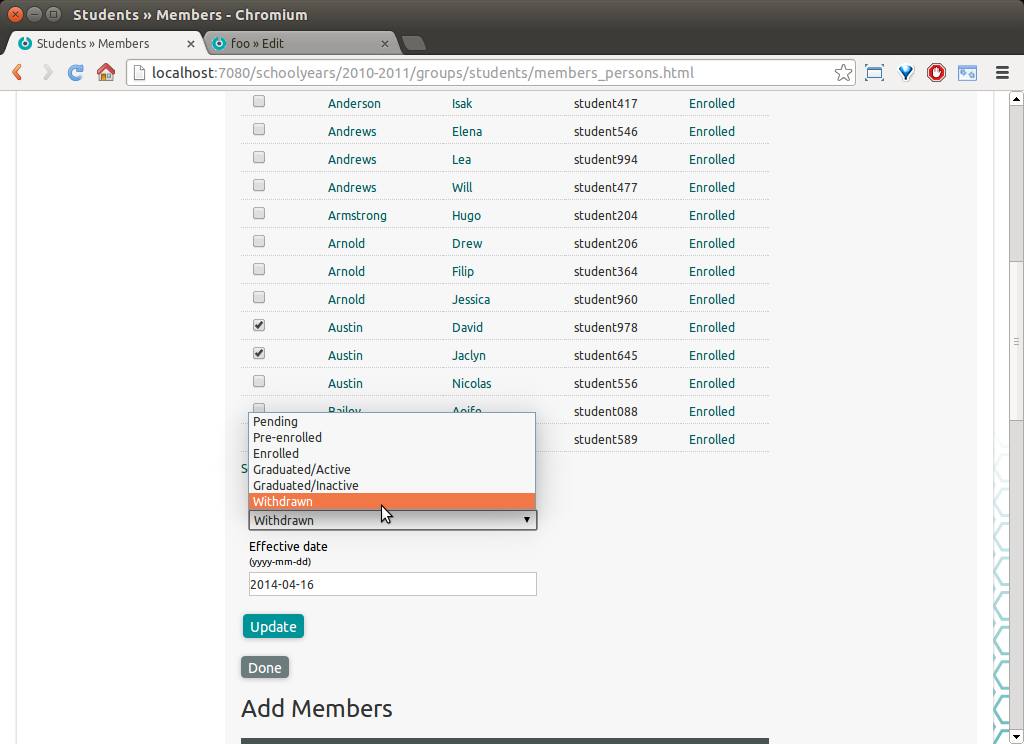 Students » Members - Chromium
Students » Members
foo » Edit
localhost:7080/schoolyears/2010-2011/groups/students/members_persons.html
Anderson Isak student417 Enrolled
Andrews Elena student546 Enrolled
Andrews Lea student994 Enrolled
Andrews Will student477 Enrolled
Armstrong Hugo student204 Enrolled
Arnold Drew student206 Enrolled
Arnold Filip student364 Enrolled
Arnold Jessica student960 Enrolled
Austin David student978 Enrolled
Austin Jaclyn student645 Enrolled
Austin Nicolas student556 Enrolled
Bailey Aoife student088 Enrolled
student589 Enrolled
Pending
Pre-enrolled
Enrolled
Graduated/Active
Graduated/Inactive
Withdrawn
Withdrawn
Effective date
(yyyy-mm-dd)
2014-04-16
Update
Done
Add Members